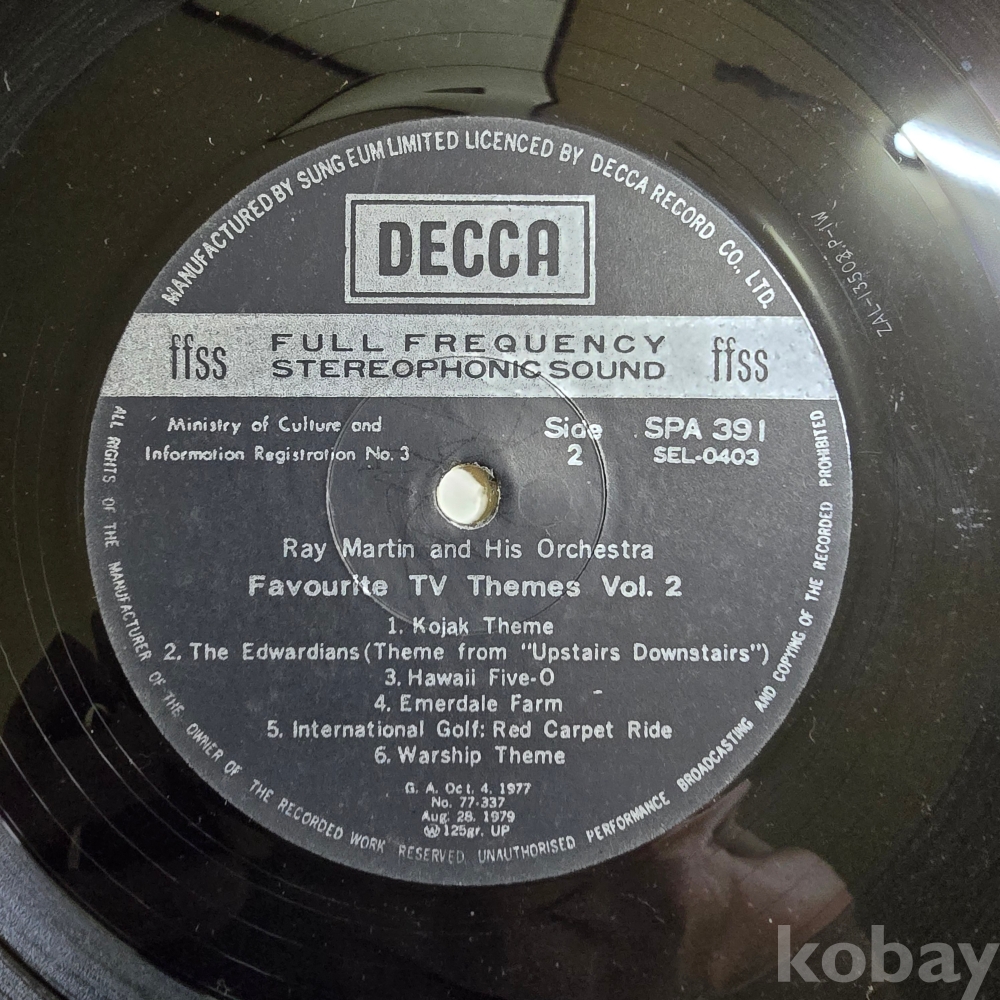 MANUFACTURED BY SUNG EUM LIMITED LICENCED BY DECCA RECORD CO., LTD.
DECCA
ffss FULL FREQUENCY STEREOPHONIC SOUND ffss
Ministry of Culture and
Information Registration No. 3
Side
2
SPA 391
SEL-0403
Ray Martin and His Orchestra
Favourite TV Themes Vol. 2
1. Kojak Theme
2. The Edwardians (Theme from "Upstairs Downstairs")
3. Hawaii Five-O
4. Emerdale Farm
5. International Golf: Red Carpet Ride
6. Warship Theme
G. A. Oct. 4. 1977
No. 77-337
Aug. 28. 1979
Ⓦ 125gr. UP
ALL RIGHTS OF THE MANUFACTURER OF THE OWNER OF THE RECORDED WORK RESERVED. UNAUTHORISED PERFORMANCE BROADCASTING AND COPYING OF THE RECORDED PROHIBITED
kobay